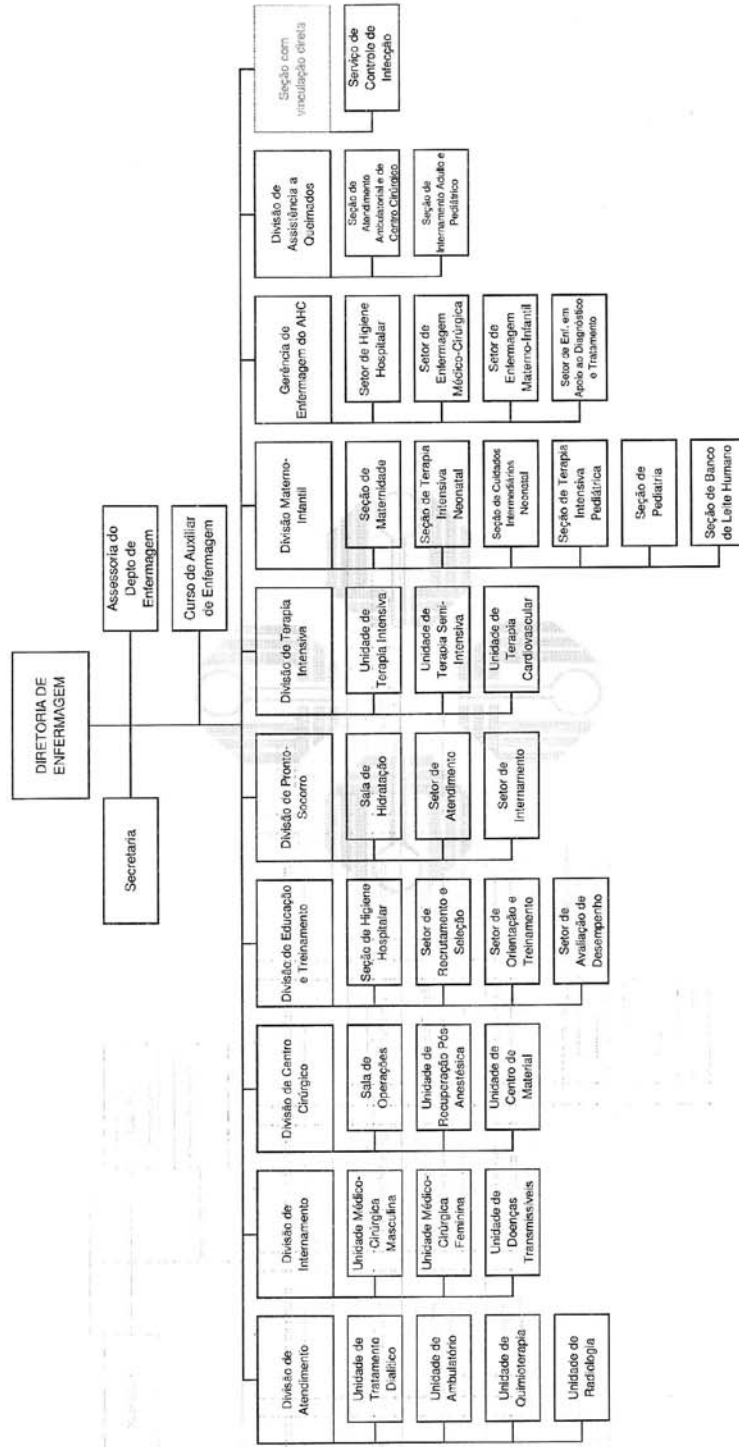 DIRETORIA DE
ENFERMAGEM
Secretaria
Assessoria do
Depto de
Enfermagem
Curso de Auxiliar
de Enfermagem
Divisão de
Atendimento
Unidade de
Tratamento
Dialítico
Unidade de
Ambulatório
Unidade de
Quimioterapia
Unidade de
Radiologia
Divisão de
Internamento
Unidade Médico-
Cirúrgica
Masculina
Unidade Médico-
Cirúrgica
Feminina
Unidade de
Doenças
Transmissíveis
Divisão de Centro
Cirúrgico
Sala de
Operações
Unidade de
Recuperação Pós-
Anestésica
Unidade de
Centro de
Material
Divisão de Educação
e Treinamento
Seção de Higiene
Hospitalar
Setor de
Recrutamento e
Seleção
Setor de
Orientação e
Treinamento
Setor de
Avaliação de
Desempenho
Divisão de Pronto-
Socorro
Sala de
Hidratação
Setor de
Atendimento
Setor de
Internamento
Divisão de Terapia
Intensiva
Unidade de
Terapia Intensiva
Unidade de
Terapia Semi-
Intensiva
Unidade de
Terapia
Cardiovascular
Divisão Materno-
Infantil
Seção de
Maternidade
Seção de Terapia
Intensiva
Neonatal
Seção de Cuidados
Intermediários
Neonatal
Seção de Terapia
Intensiva
Pediátrica
Seção de
Pediatria
Seção de Banco
de Leite Humano
Gerência de
Enfermagem do AHC
Setor de Higiene
Hospitalar
Setor de
Enfermagem
Médico-Cirúrgica
Setor de
Enfermagem
Materno-Infantil
Setor de Enf. em
Apoio ao Diagnóstico
e Tratamento
Divisão de
Assistência a
Queimados
Seção de
Atendimento
Ambulatorial e de
Centro Cirúrgico
Seção de
Internamento Adulto e
Pediátrico
Seção com
vinculação direta
Serviço de
Controle de
Infecção